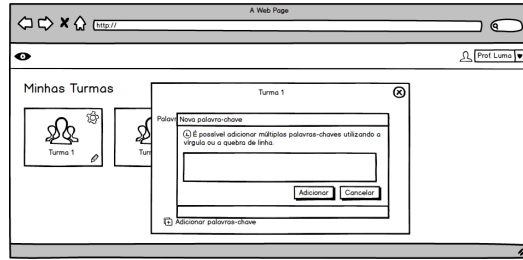 A Web Page
http://
Prof. Luma
Minhas Turmas
Turma 1
Turma 1
Palavr
Nova palavra-chave
É possível adicionar múltiplas palavras-chaves utilizando a
vírgula ou a quebra de linha.
Adicionar
Cancelar
Adicionar palavras-chave